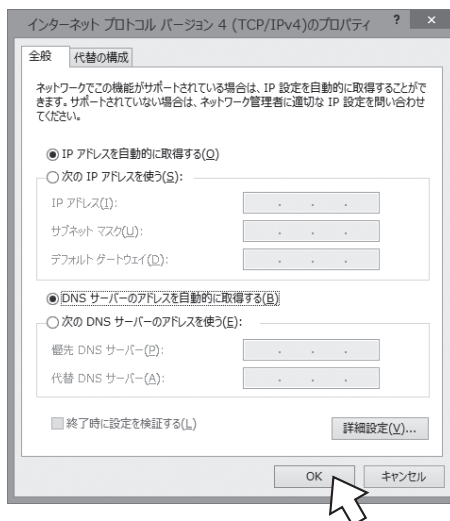 インターネット プロトコル バージョン 4 (TCP/IPv4)のプロパティ ? ×
全般 代替の構成
ネットワークでこの機能がサポートされている場合は、IP 設定を自動的に取得することがで
きます。サポートされていない場合は、ネットワーク管理者に適切な IP 設定を問い合わせ
てください。
IP アドレスを自動的に取得する(O)
次の IP アドレスを使う(S):
IP アドレス(I):
サブネット マスク(U):
デフォルト ゲートウェイ(D):
DNS サーバーのアドレスを自動的に取得する(B)
次の DNS サーバーのアドレスを使う(E):
優先 DNS サーバー(P):
代替 DNS サーバー(A):
終了時に設定を検証する(L)
詳細設定(V)...
OK キャンセル